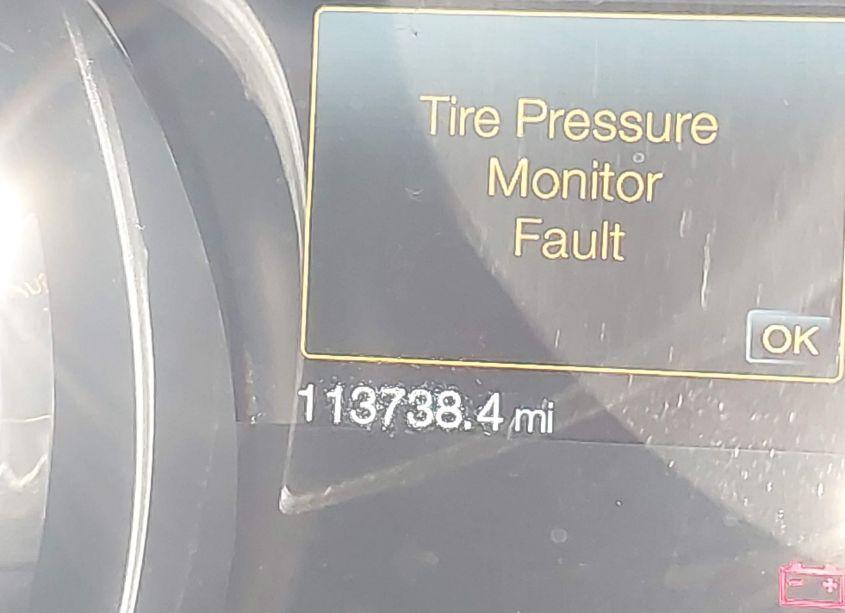 Tire Pressure
Monitor
Fault
OK
113738.4 mi